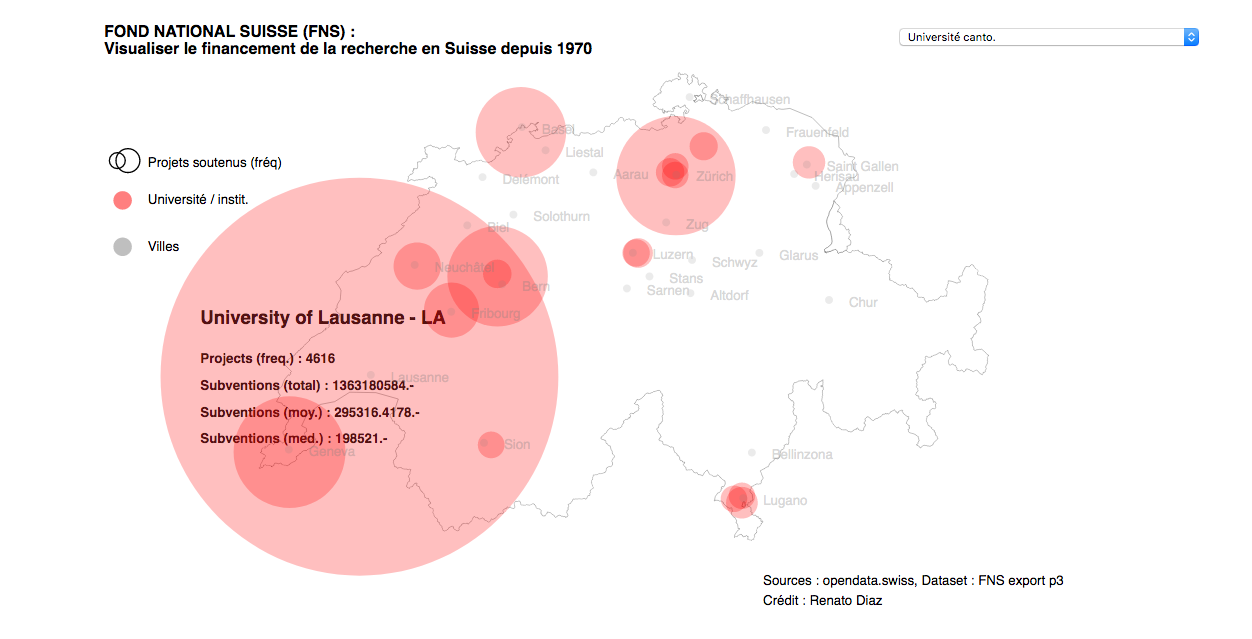 FOND NATIONAL SUISSE (FNS) :
Visualiser le financement de la recherche en Suisse depuis 1970
Université canto.
Projets soutenus (fréq)
Université / instit.
Villes
Schaffhausen
Basel
Frauenfeld
Liestal
Saint Gallen
Delémont
Aarau
Zürich
Herisau
Appenzell
Solothurn
Biel
Zug
Luzern
Schwyz
Glarus
Neuchâtel
Stans
Bern
Sarnen
Altdorf
Chur
Fribourg
University of Lausanne - LA
Projects (freq.) : 4616
Lausanne
Subventions (total) : 1363180584.-
Subventions (moy.) : 295316.4178.-
Subventions (med.) : 198521.-
Sion
Geneva
Bellinzona
Lugano
Sources : opendata.swiss, Dataset : FNS export p3
Crédit : Renato Diaz